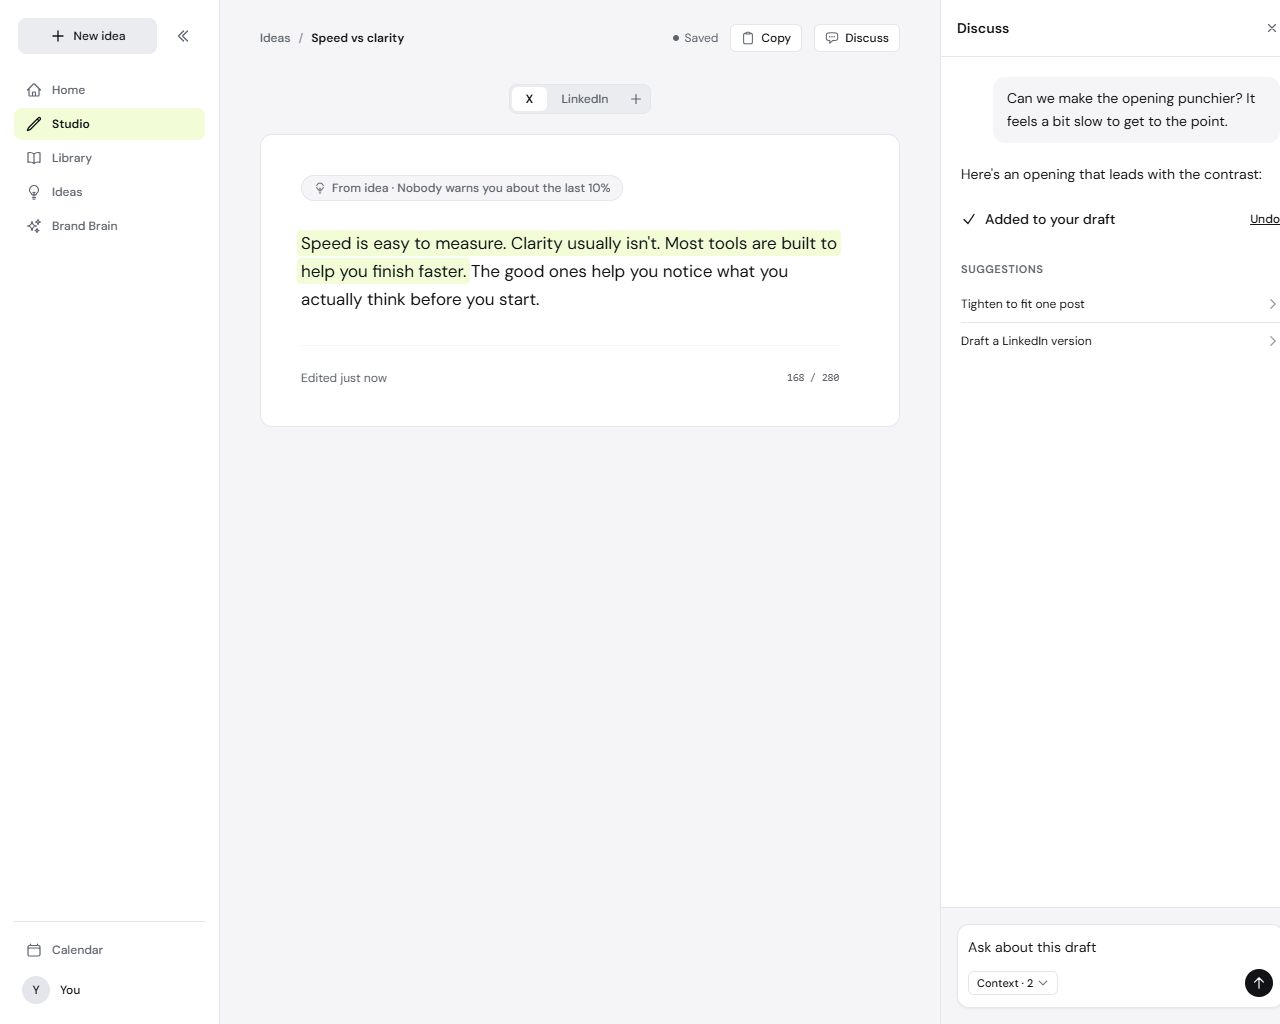 New idea
Home
Studio
Library
Ideas
Brand Brain
Calendar
Y
You
Ideas / Speed vs clarity
Saved
Copy
Discuss
X
LinkedIn
From idea · Nobody warns you about the last 10%
Speed is easy to measure. Clarity usually isn't. Most tools are built to
help you finish faster. The good ones help you notice what you
actually think before you start.
Edited just now
168 / 280
Discuss
Can we make the opening punchier? It
feels a bit slow to get to the point.
Here's an opening that leads with the contrast:
Added to your draft
Undo
SUGGESTIONS
Tighten to fit one post
Draft a LinkedIn version
Ask about this draft
Context · 2